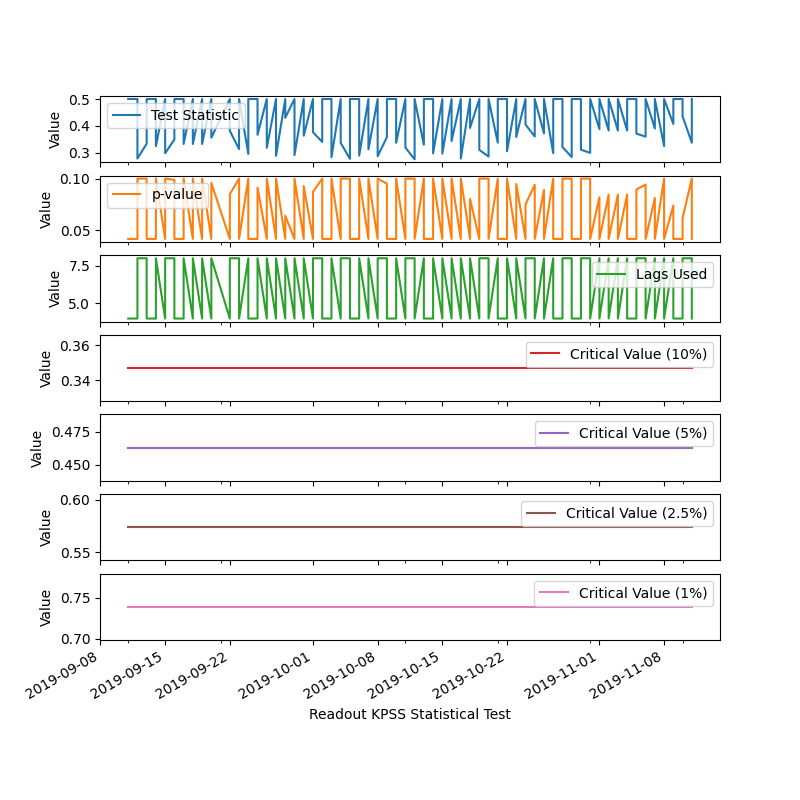 0.5
0.4
0.3
Value
Test Statistic
0.10
0.05
Value
p-value
7.5
5.0
Value
Lags Used
0.36
0.34
Value
Critical Value (10%)
0.475
0.450
Value
Critical Value (5%)
0.60
0.55
Value
Critical Value (2.5%)
0.75
0.70
Value
Critical Value (1%)
2019-09-08
2019-09-15
2019-09-22
2019-10-01
2019-10-08
2019-10-15
2019-10-22
2019-11-01
2019-11-08
Readout KPSS Statistical Test